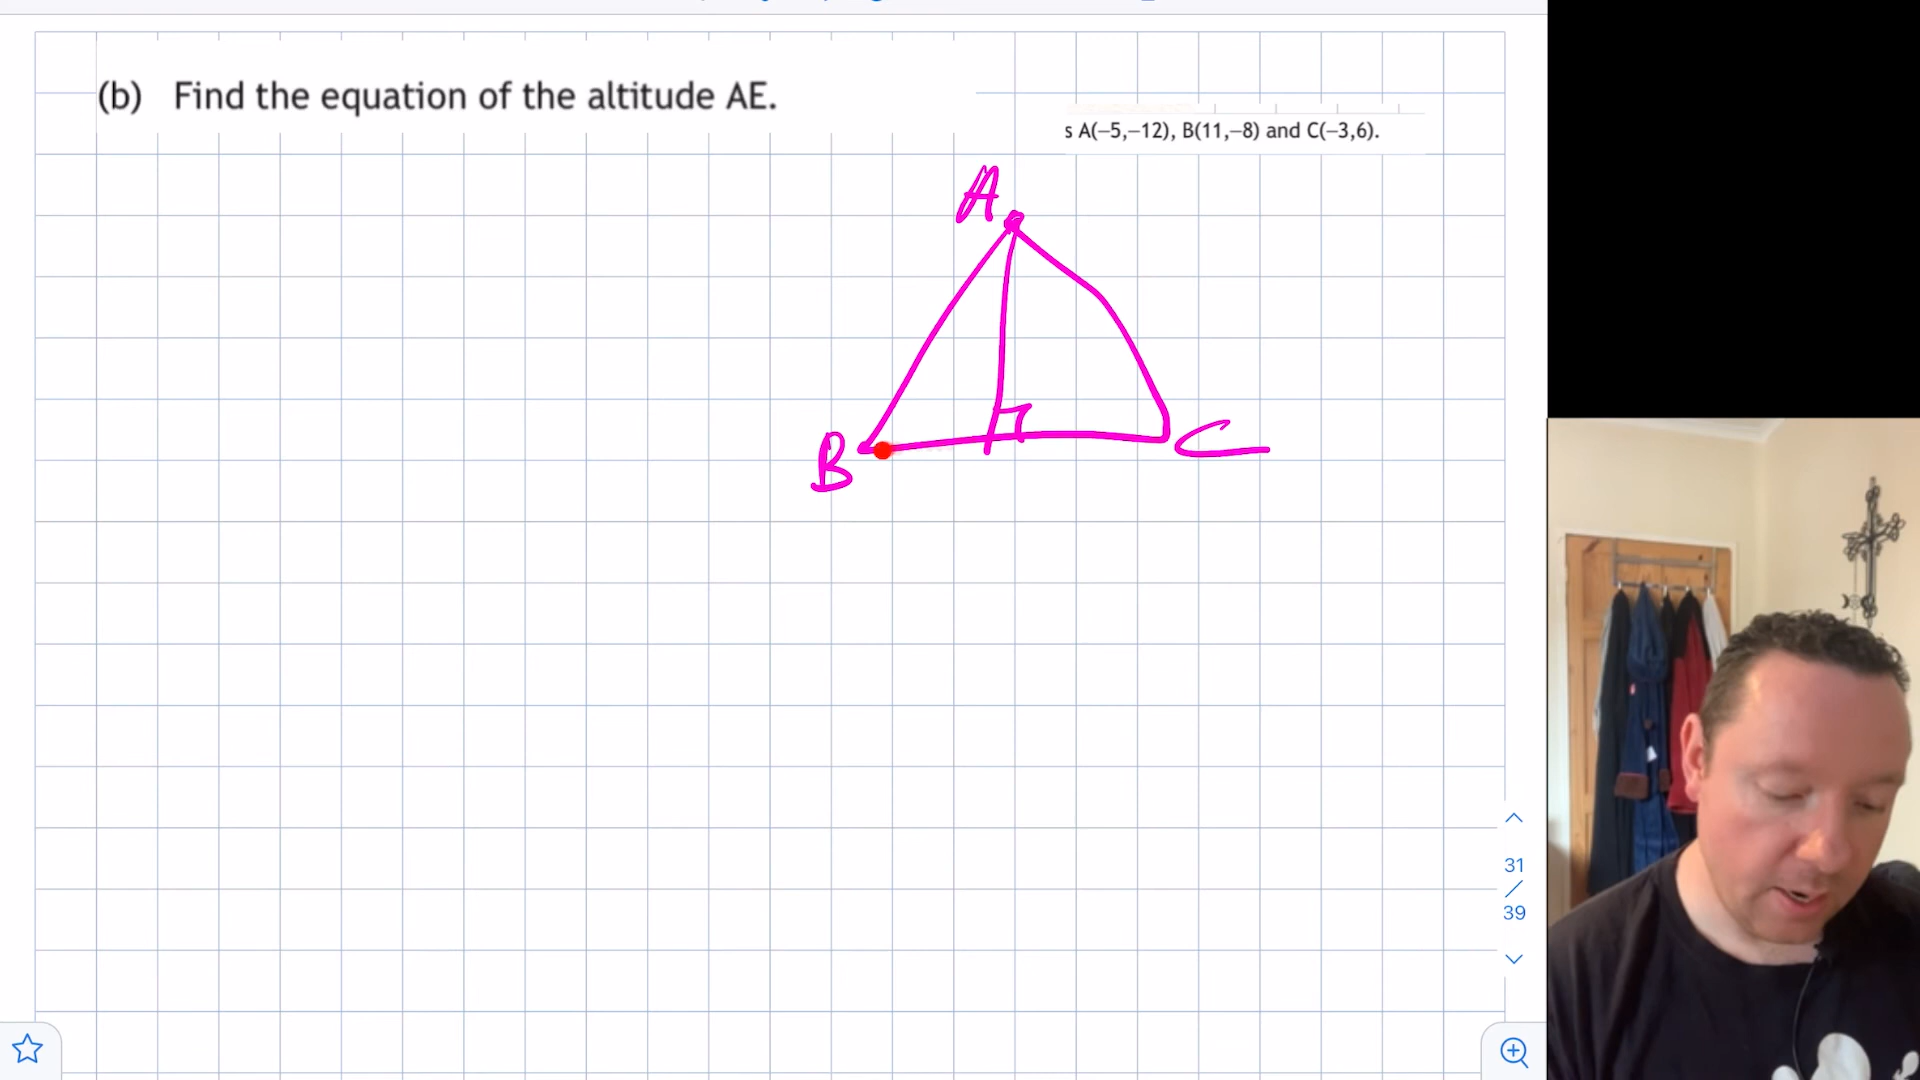 (b) Find the equation of the altitude AE.
s A(–5,–12), B(11,–8) and C(–3,6).
A
B
C
31
/
39